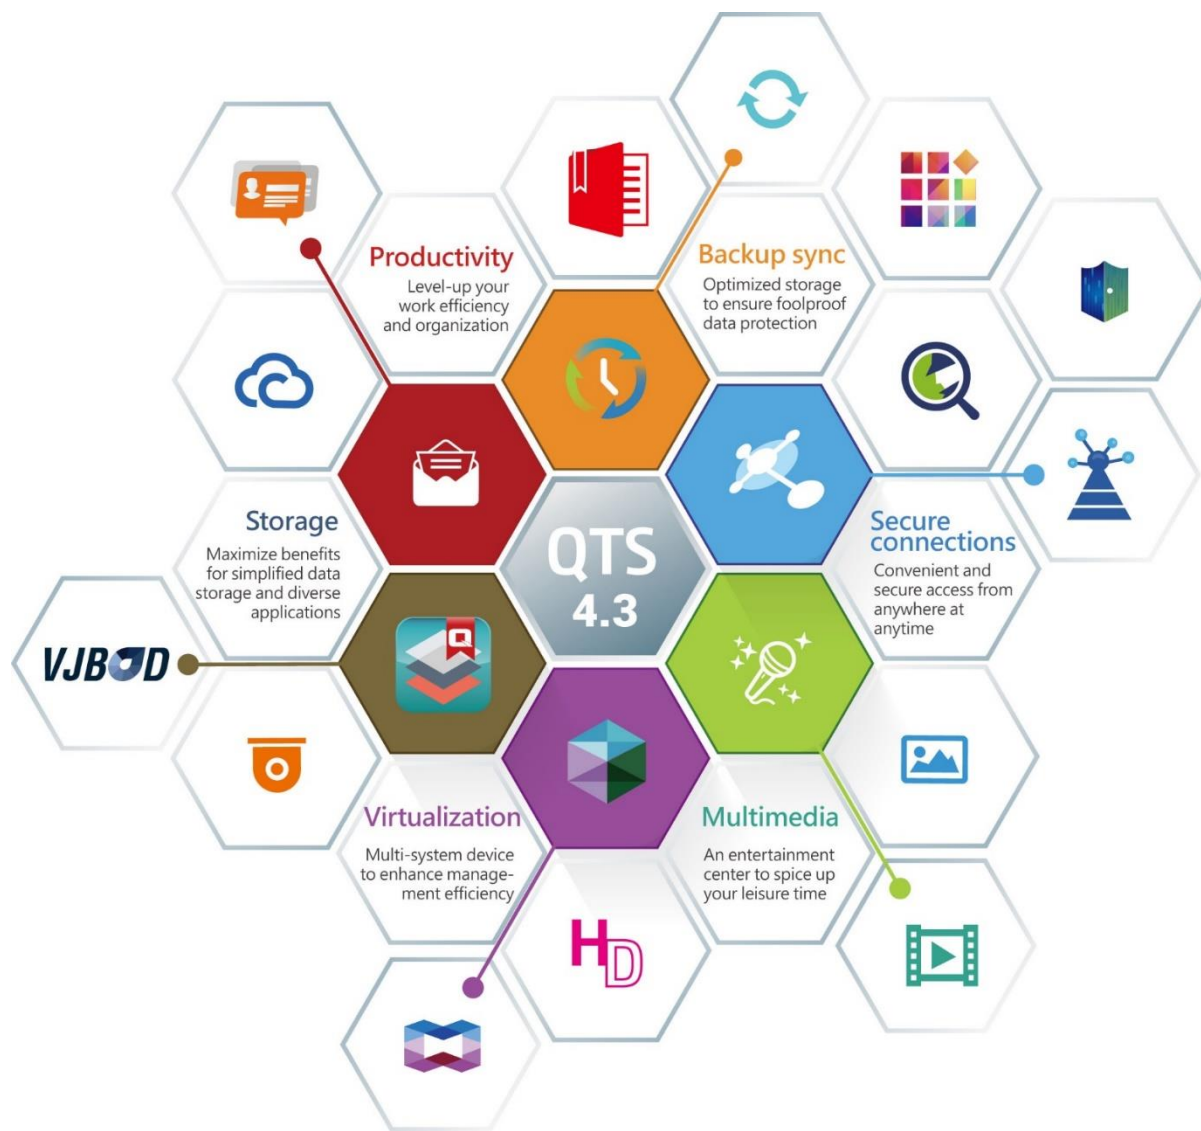 Productivity
Level-up your
work efficiency
and organization
Backup sync
Optimized storage
to ensure foolproof
data protection
Storage
Maximize benefits
for simplified data
storage and diverse
applications
QTS
4.3
Secure
connections
Convenient and
secure access from
anywhere at
anytime
VJBOD
Q
Virtualization
Multi-system device
to enhance manage-
ment efficiency
Multimedia
An entertainment
center to spice up
your leisure time
HD